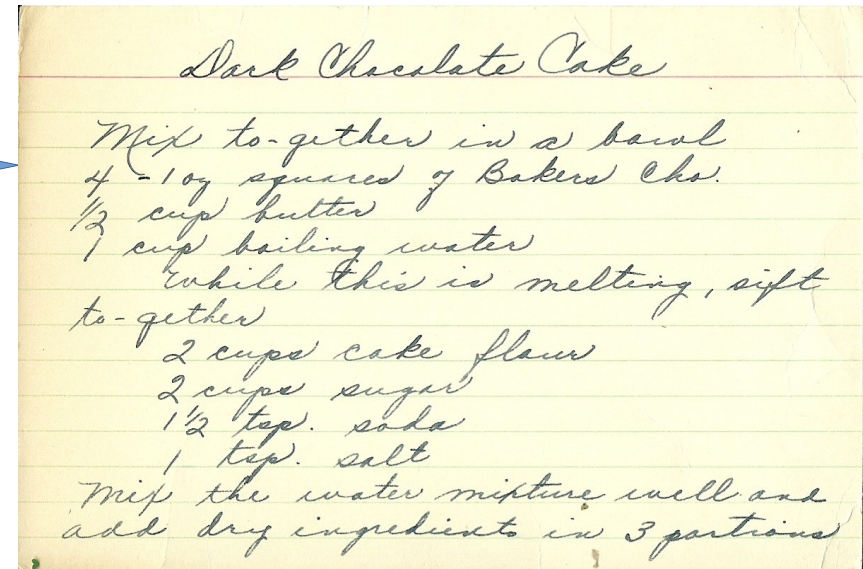 Dark Chocolate Cake
Mix to-gether in a bowl
4 - 1 oz squares of Bakers Cho.
1/2 cup butter
1 cup boiling water
While this is melting, sift
to-gether
2 cups cake flour
2 cups sugar
1 1/2 tsp. soda
1 tsp. salt
Mix the water mixture well and
add dry ingredients in 3 portions